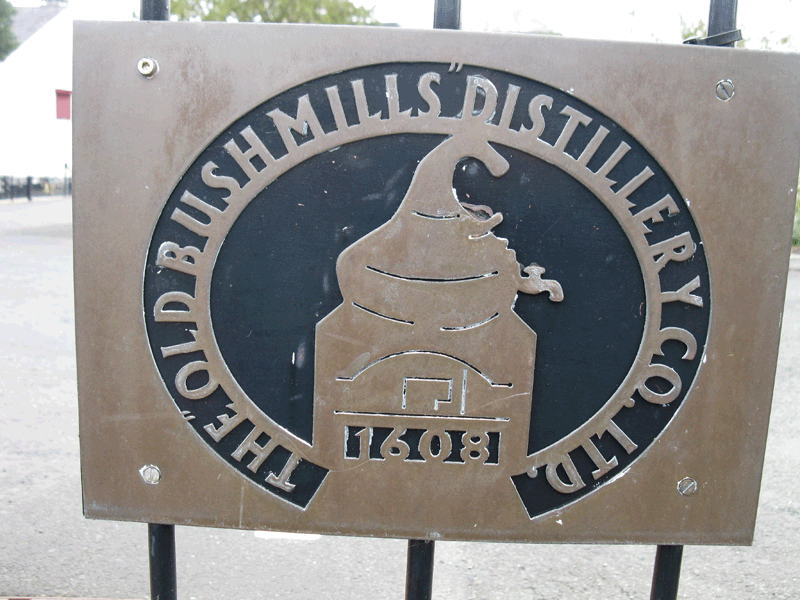 THE "OLD BUSHMILLS" DISTILLERY CO. LTD.
1608